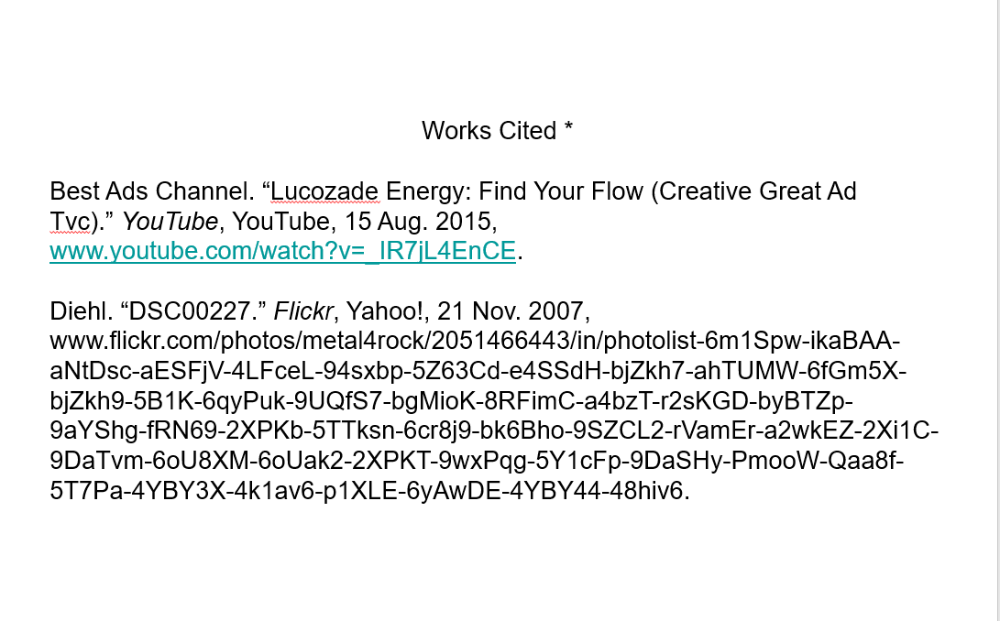 Works Cited *
Best Ads Channel. “Lucozade Energy: Find Your Flow (Creative Great Ad
Tvc).” YouTube, YouTube, 15 Aug. 2015,
www.youtube.com/watch?v=_IR7jL4EnCE.
Diehl. “DSC00227.” Flickr, Yahoo!, 21 Nov. 2007,
www.flickr.com/photos/metal4rock/2051466443/in/photolist-6m1Spw-ikaBAA-
aNtDsc-aESFjV-4LFceL-94sxbp-5Z63Cd-e4SSdH-bjZkh7-ahTUMW-6fGm5X-
bjZkh9-5B1K-6qyPuk-9UQfS7-bgMioK-8RFimC-a4bzT-r2sKGD-byBTZp-
9aYShg-fRN69-2XPKb-5TTksn-6cr8j9-bk6Bho-9SZCL2-rVamEr-a2wkEZ-2Xi1C-
9DaTvm-6oU8XM-6oUak2-2XPKT-9wxPqg-5Y1cFp-9DaSHy-PmooW-Qaa8f-
5T7Pa-4YBY3X-4k1av6-p1XLE-6yAwDE-4YBY44-48hiv6.